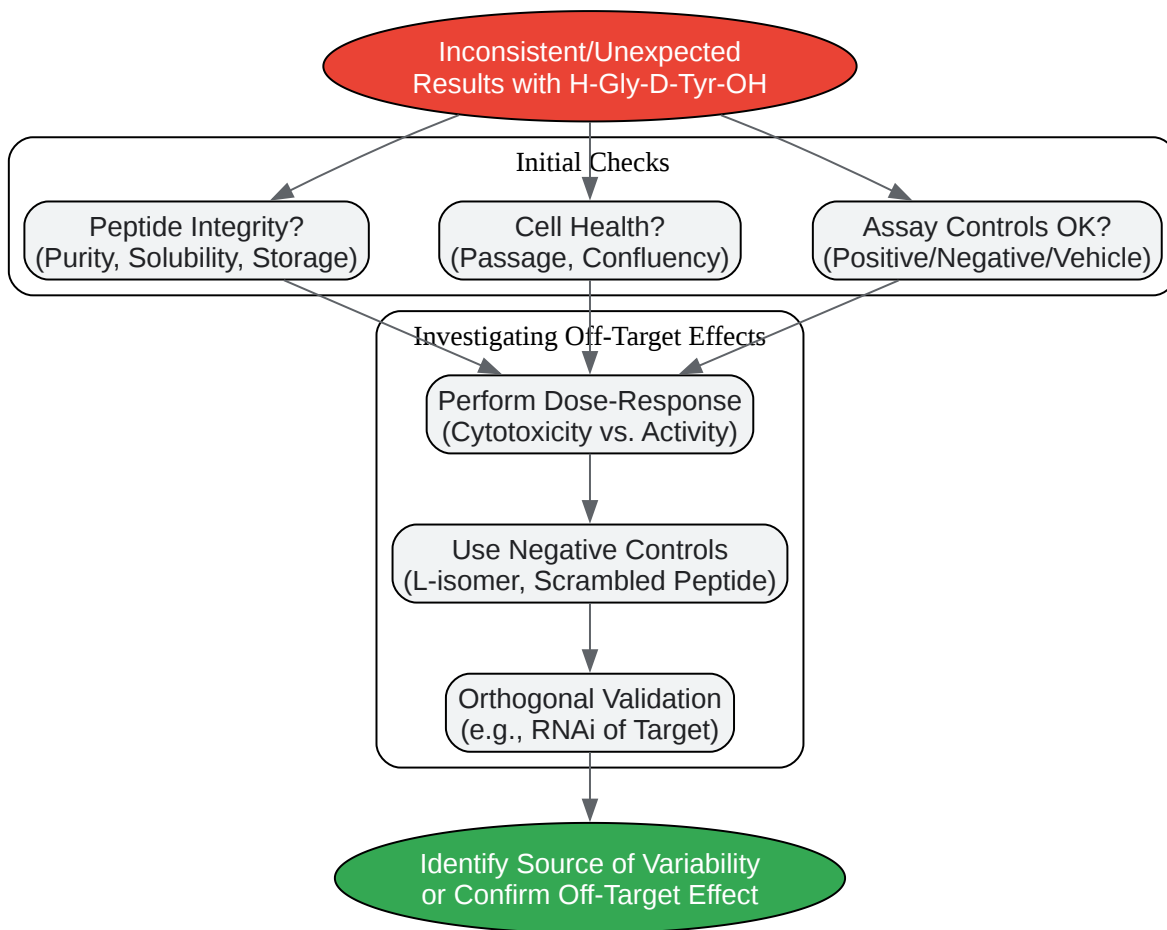 Inconsistent/Unexpected
Results with H-Gly-D-Tyr-OH
Initial Checks
Peptide Integrity?
(Purity, Solubility, Storage)
Cell Health?
(Passage, Confluency)
Assay Controls OK?
(Positive/Negative/Vehicle)
Investigating Off-Target Effects
Perform Dose-Response
(Cytotoxicity vs. Activity)
Use Negative Controls
(L-isomer, Scrambled Peptide)
Orthogonal Validation
(e.g., RNAi of Target)
Identify Source of Variability
or Confirm Off-Target Effect